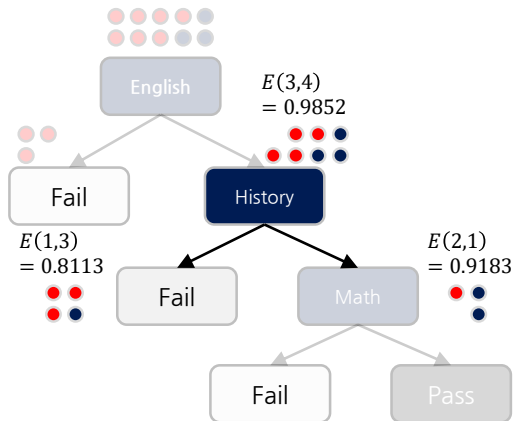 English
E(3,4)
= 0.9852
Fail
History
E(1,3)
= 0.8113
E(2,1)
= 0.9183
Fail
Math
Fail
Pass